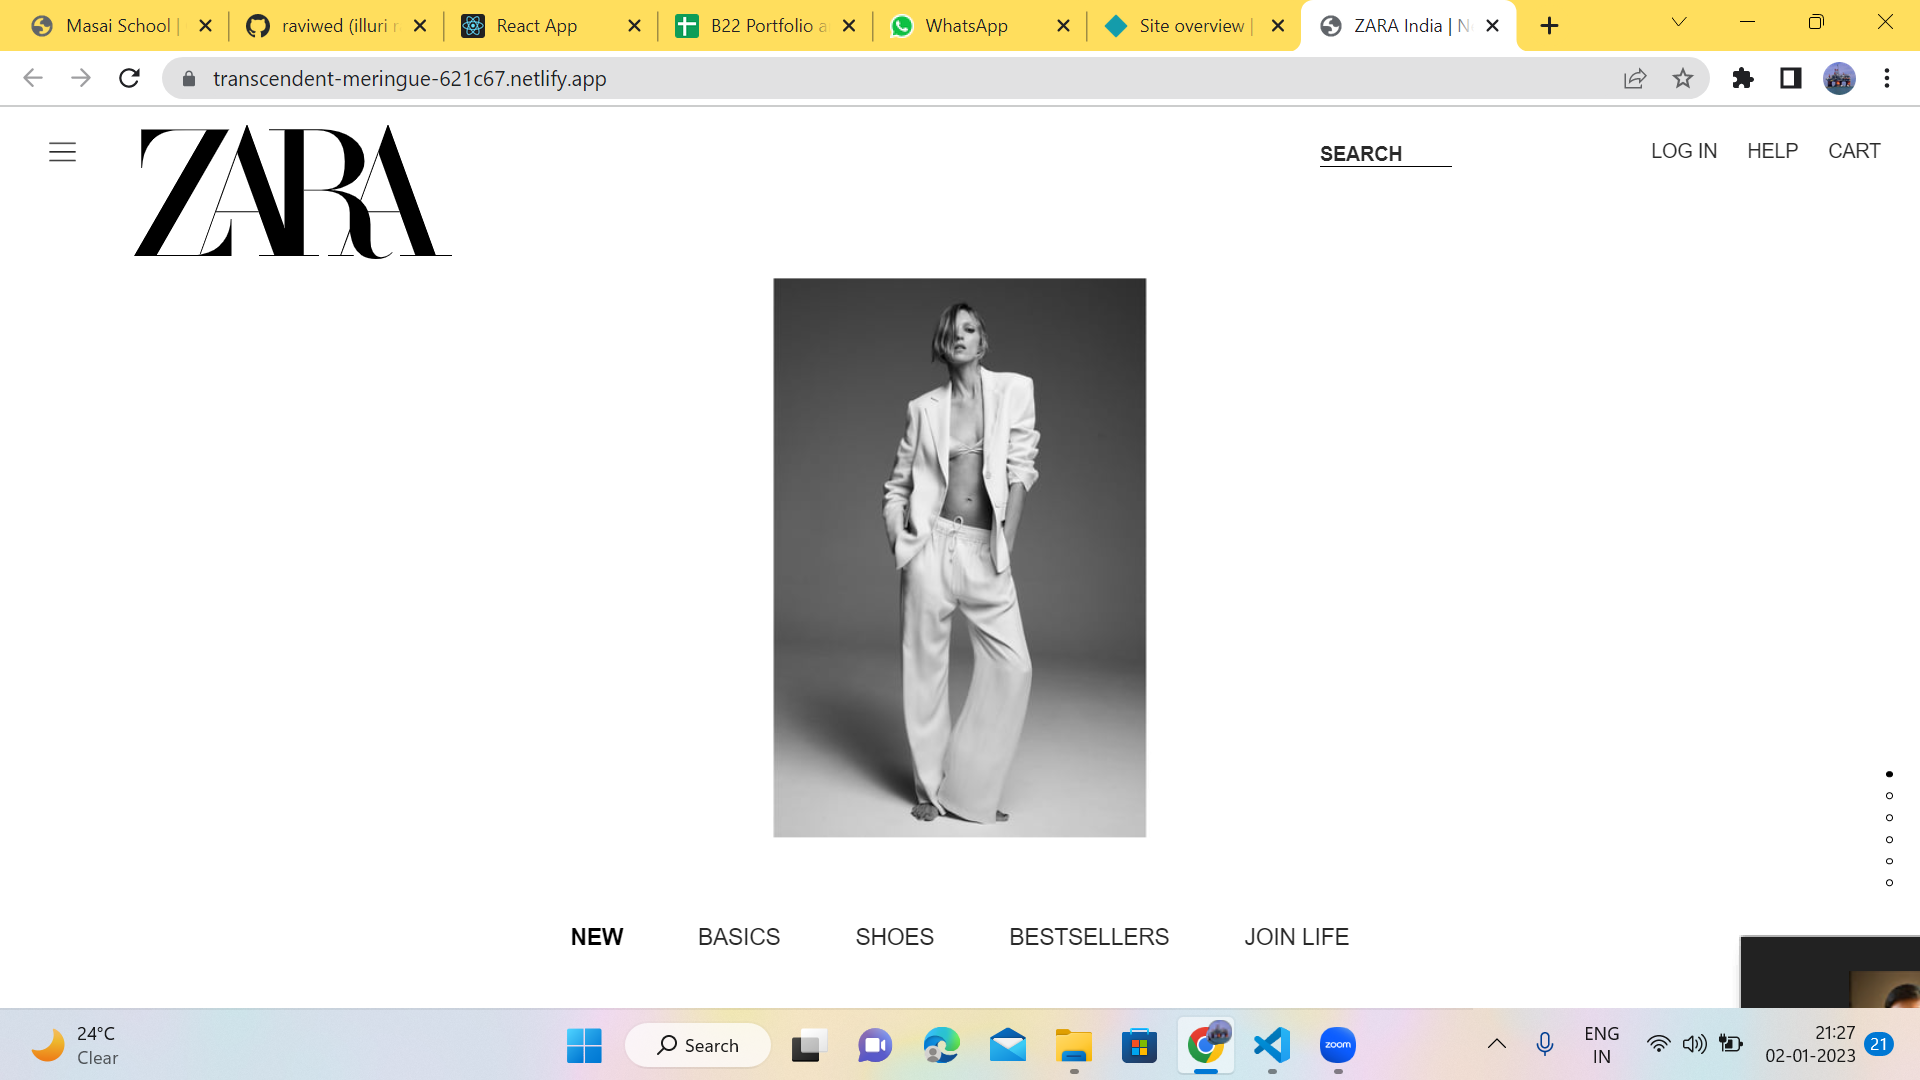 Masai School |
raviwed (illuri r
React App
B22 Portfolio a
WhatsApp
Site overview |
ZARA India | N
transcendent-meringue-621c67.netlify.app
ZARA
SEARCH
LOG IN
HELP
CART
NEW
BASICS
SHOES
BESTSELLERS
JOIN LIFE
24°C
Clear
Search
zoom
ENG
IN
21:27
02-01-2023
21